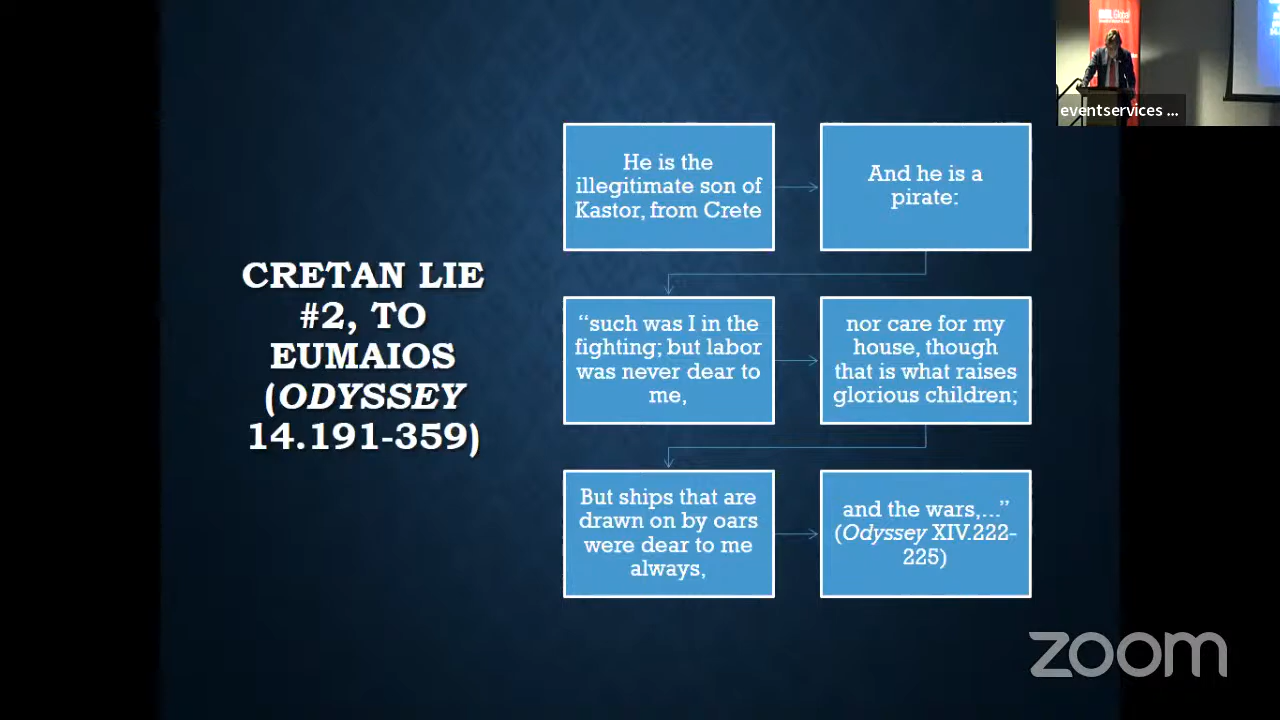 CRETAN LIE
#2, TO
EUMAIOS
(ODYSSEY
14.191-359)
He is the
illegitimate son of
Kastor, from Crete
And he is a
pirate:
“such was I in the
fighting; but labor
was never dear to
me,
nor care for my
house, though
that is what raises
glorious children;
But ships that are
drawn on by oars
were dear to me
always,
and the wars,...”
(Odyssey XIV.222-
225)
eventservices ...
zoom